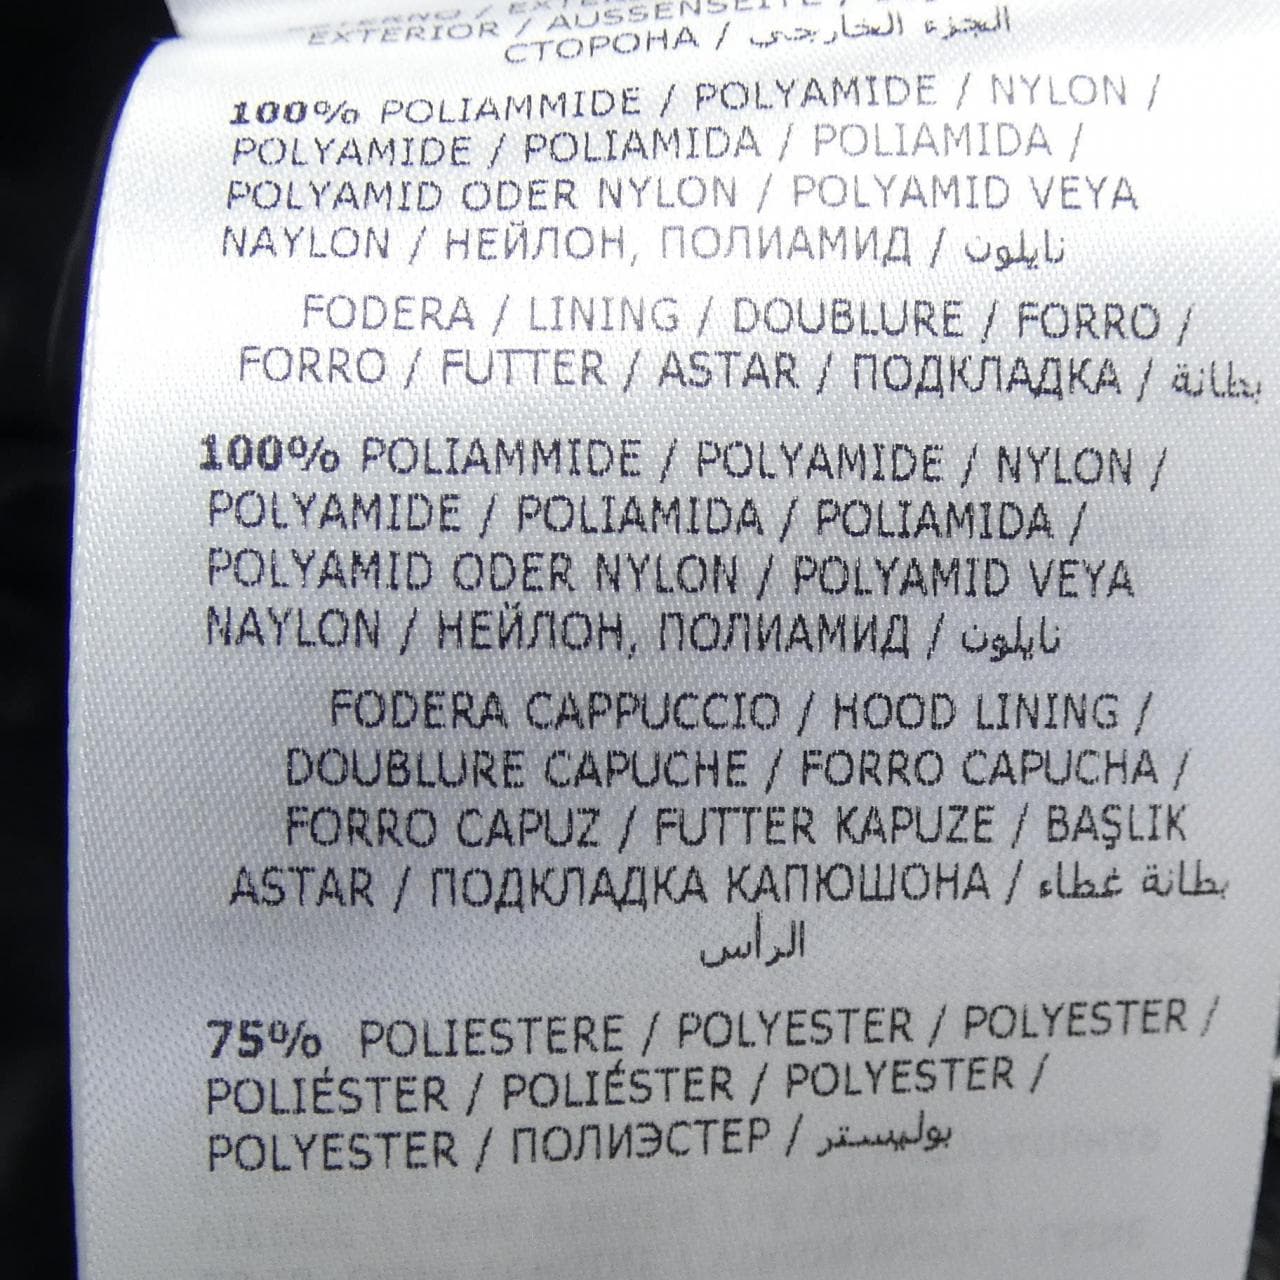 EXTERIOR / AUSSENSEITE /
СТОРОНА / الجزء الخارجي
100% POLIAMMIDE / POLYAMIDE / NYLON /
POLYAMIDE / POLIAMIDA / POLIAMIDA /
POLYAMID ODER NYLON / POLYAMID VEYA
NAYLON / НЕЙЛОН, ПОЛИАМИД / نايلون
FODERA / LINING / DOUBLURE / FORRO /
FORRO / FUTTER / ASTAR / ПОДКЛАДКА / بطانة
100% POLIAMMIDE / POLYAMIDE / NYLON /
POLYAMIDE / POLIAMIDA / POLIAMIDA /
POLYAMID ODER NYLON / POLYAMID VEYA
NAYLON / НЕЙЛОН, ПОЛИАМИД / نايلون
FODERA CAPPUCCIO / HOOD LINING /
DOUBLURE CAPUCHE / FORRO CAPUCHA /
FORRO CAPUZ / FUTTER KAPUZE / BAŞLIK
ASTAR / ПОДКЛАДКА КАПЮШОНА / بطانة غطاء
الرأس
75% POLIESTERE / POLYESTER / POLYESTER /
POLIÉSTER / POLIÉSTER / POLYESTER /
POLYESTER / ПОЛИЭСТЕР / بوليستر